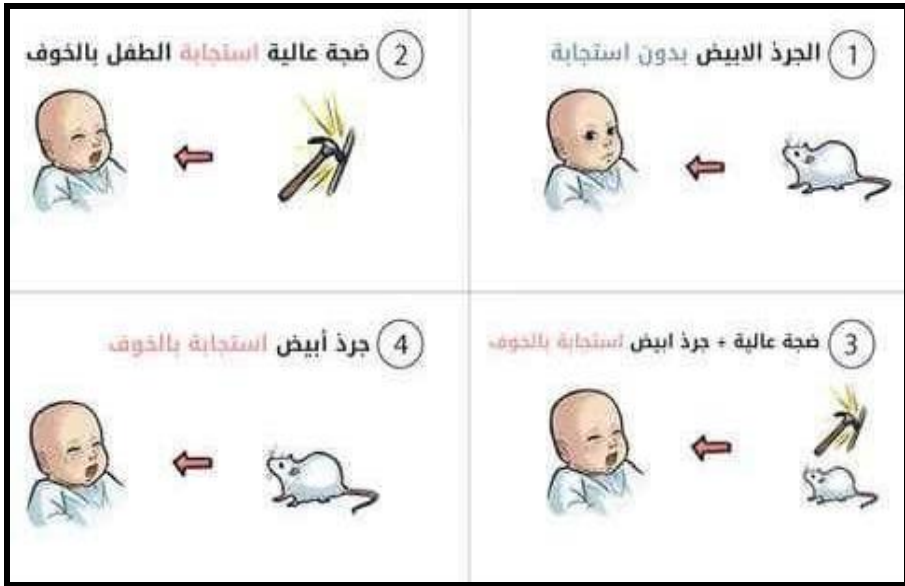 1 الجرذ الابيض بدون استجابة
2 ضجة عالية استجابة الطفل بالخوف
3 ضجة عالية + جرذ ابيض استجابة بالخوف
4 جرذ أبيض استجابة بالخوف